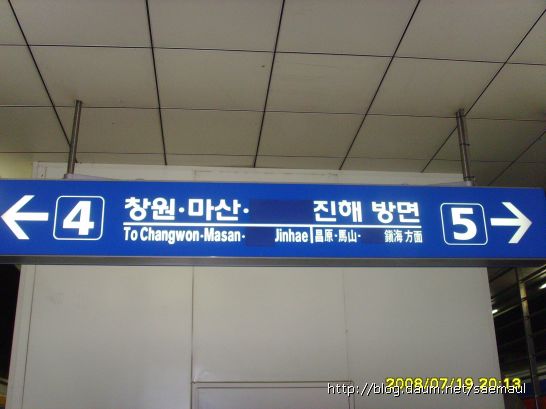 4 창원·마산· 진해 방면 5
To Changwon-Masan- Jinhae 昌原·馬山· 鎭海 方面
2008/07/19 20:13
http://blog.daum.net/saemaul